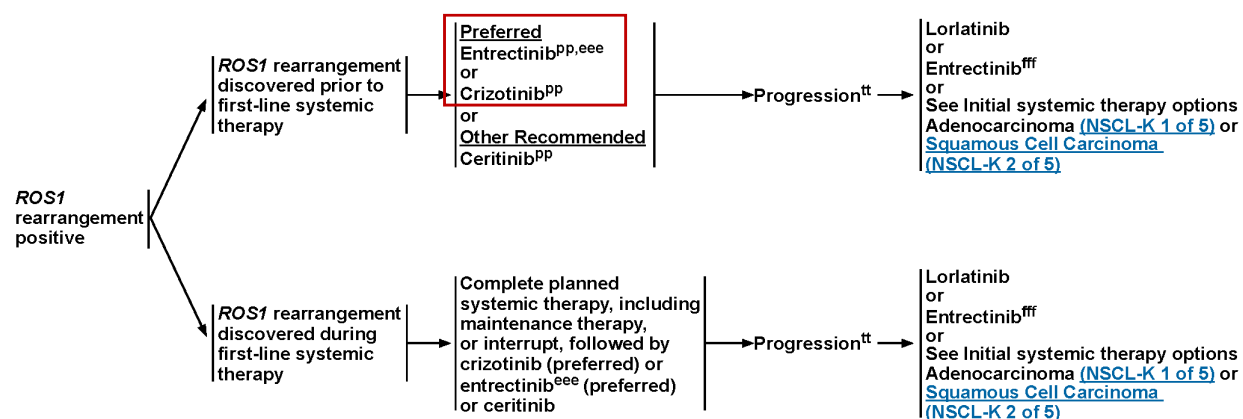 ROS1
rearrangement
positive
ROS1 rearrangement
discovered prior to
first-line systemic
therapy
Preferred
Entrectinibpp,eee
or
Crizotinibpp
or
Other Recommended
Ceritinibpp
Progressiontt
Lorlatinib
or
Entrectinibfff
or
See Initial systemic therapy options
Adenocarcinoma (NSCL-K 1 of 5) or
Squamous Cell Carcinoma
(NSCL-K 2 of 5)
ROS1 rearrangement
discovered during
first-line systemic
therapy
Complete planned
systemic therapy, including
maintenance therapy,
or interrupt, followed by
crizotinib (preferred) or
entrectinibeee (preferred)
or ceritinib
Progressiontt
Lorlatinib
or
Entrectinibfff
or
See Initial systemic therapy options
Adenocarcinoma (NSCL-K 1 of 5) or
Squamous Cell Carcinoma
(NSCL-K 2 of 5)